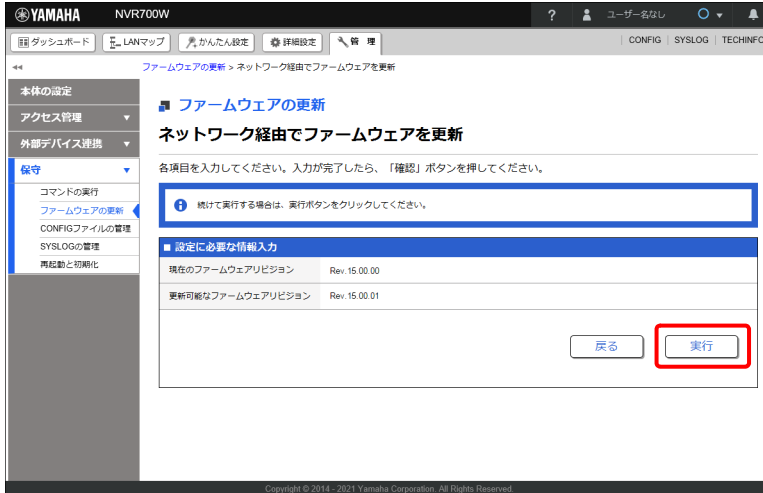 YAMAHA NVR700W ? ユーザー名なし
ダッシュボード LANマップ かんたん設定 詳細設定 管 理 CONFIG SYSLOG TECHINFO
ファームウェアの更新 > ネットワーク経由でファームウェアを更新
本体の設定
アクセス管理
外部デバイス連携
保守
コマンドの実行
ファームウェアの更新
CONFIGファイルの管理
SYSLOGの管理
再起動と初期化
ファームウェアの更新
ネットワーク経由でファームウェアを更新
各項目を入力してください。入力が完了したら、「確認」ボタンを押してください。
続けて実行する場合は、実行ボタンをクリックしてください。
■ 設定に必要な情報入力
現在のファームウェアリビジョン Rev.15.00.00
更新可能なファームウェアリビジョン Rev.15.00.01
戻る 実行
Copyright © 2014 - 2021 Yamaha Corporation. All Rights Reserved.